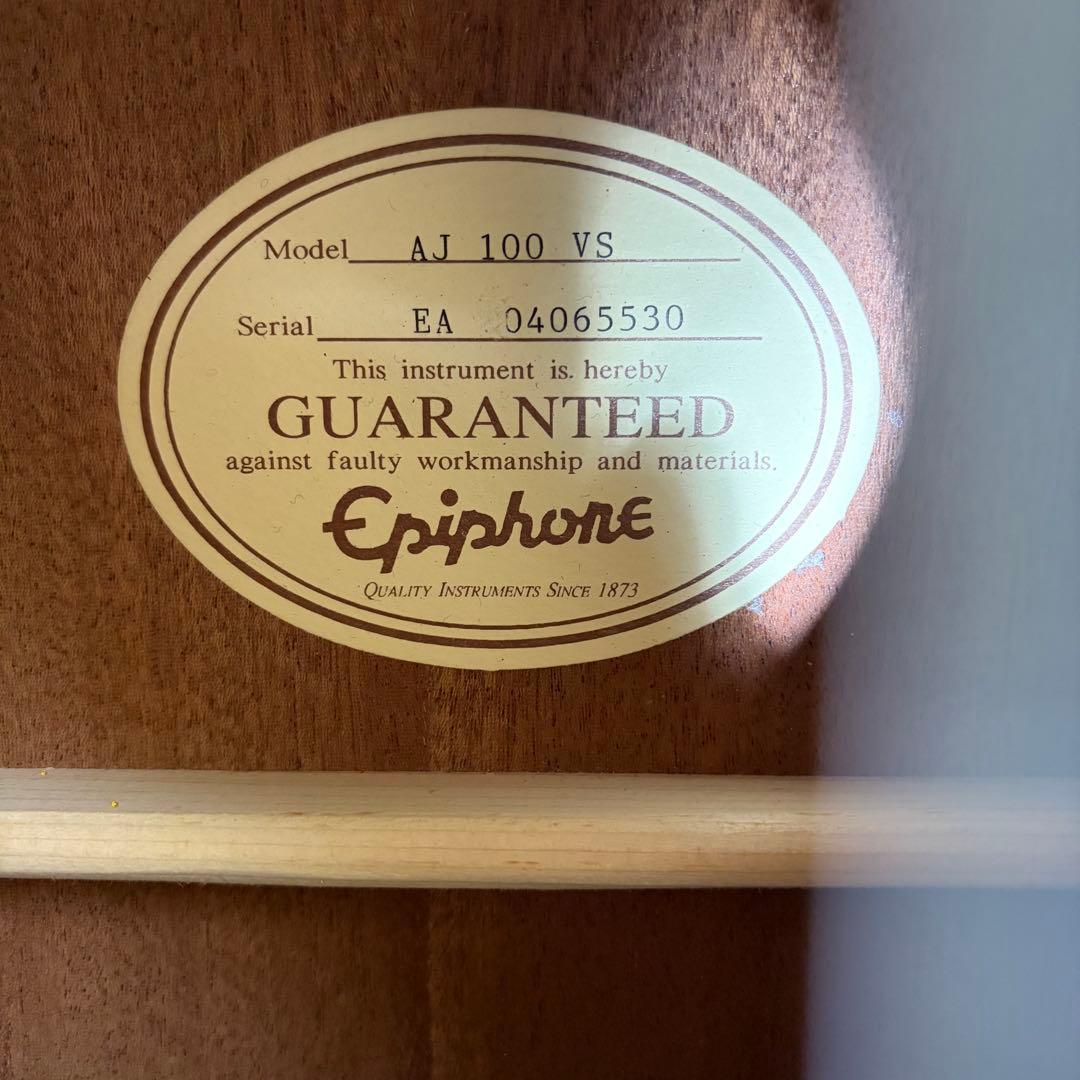 Model AJ 100 VS
Serial EA 04065530
This instrument is. hereby
GUARANTEED
against faulty workmanship and materials.
Epiphone
QUALITY INSTRUMENTS SINCE 1873